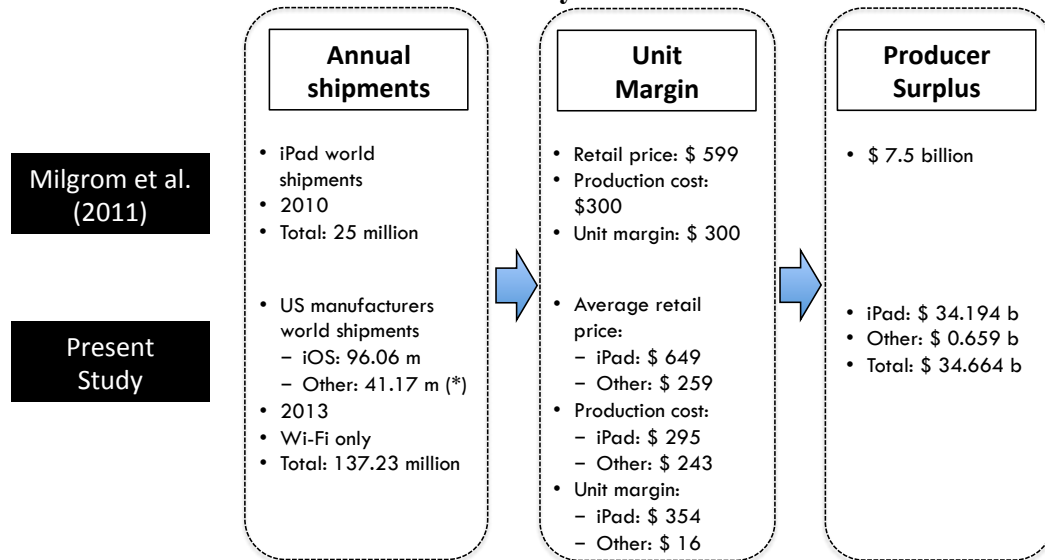 Annual
shipments
Unit
Margin
Producer
Surplus
Milgrom et al.
(2011)
• iPad world
shipments
• 2010
• Total: 25 million
• Retail price: $ 599
• Production cost:
$300
• Unit margin: $ 300
• $ 7.5 billion
Present
Study
• US manufacturers
world shipments
– iOS: 96.06 m
– Other: 41.17 m (*)
• 2013
• Wi-Fi only
• Total: 137.23 million
• Average retail
price:
– iPad: $ 649
– Other: $ 259
• Production cost:
– iPad: $ 295
– Other: $ 243
• Unit margin:
– iPad: $ 354
– Other: $ 16
• iPad: $ 34.194 b
• Other: $ 0.659 b
• Total: $ 34.664 b